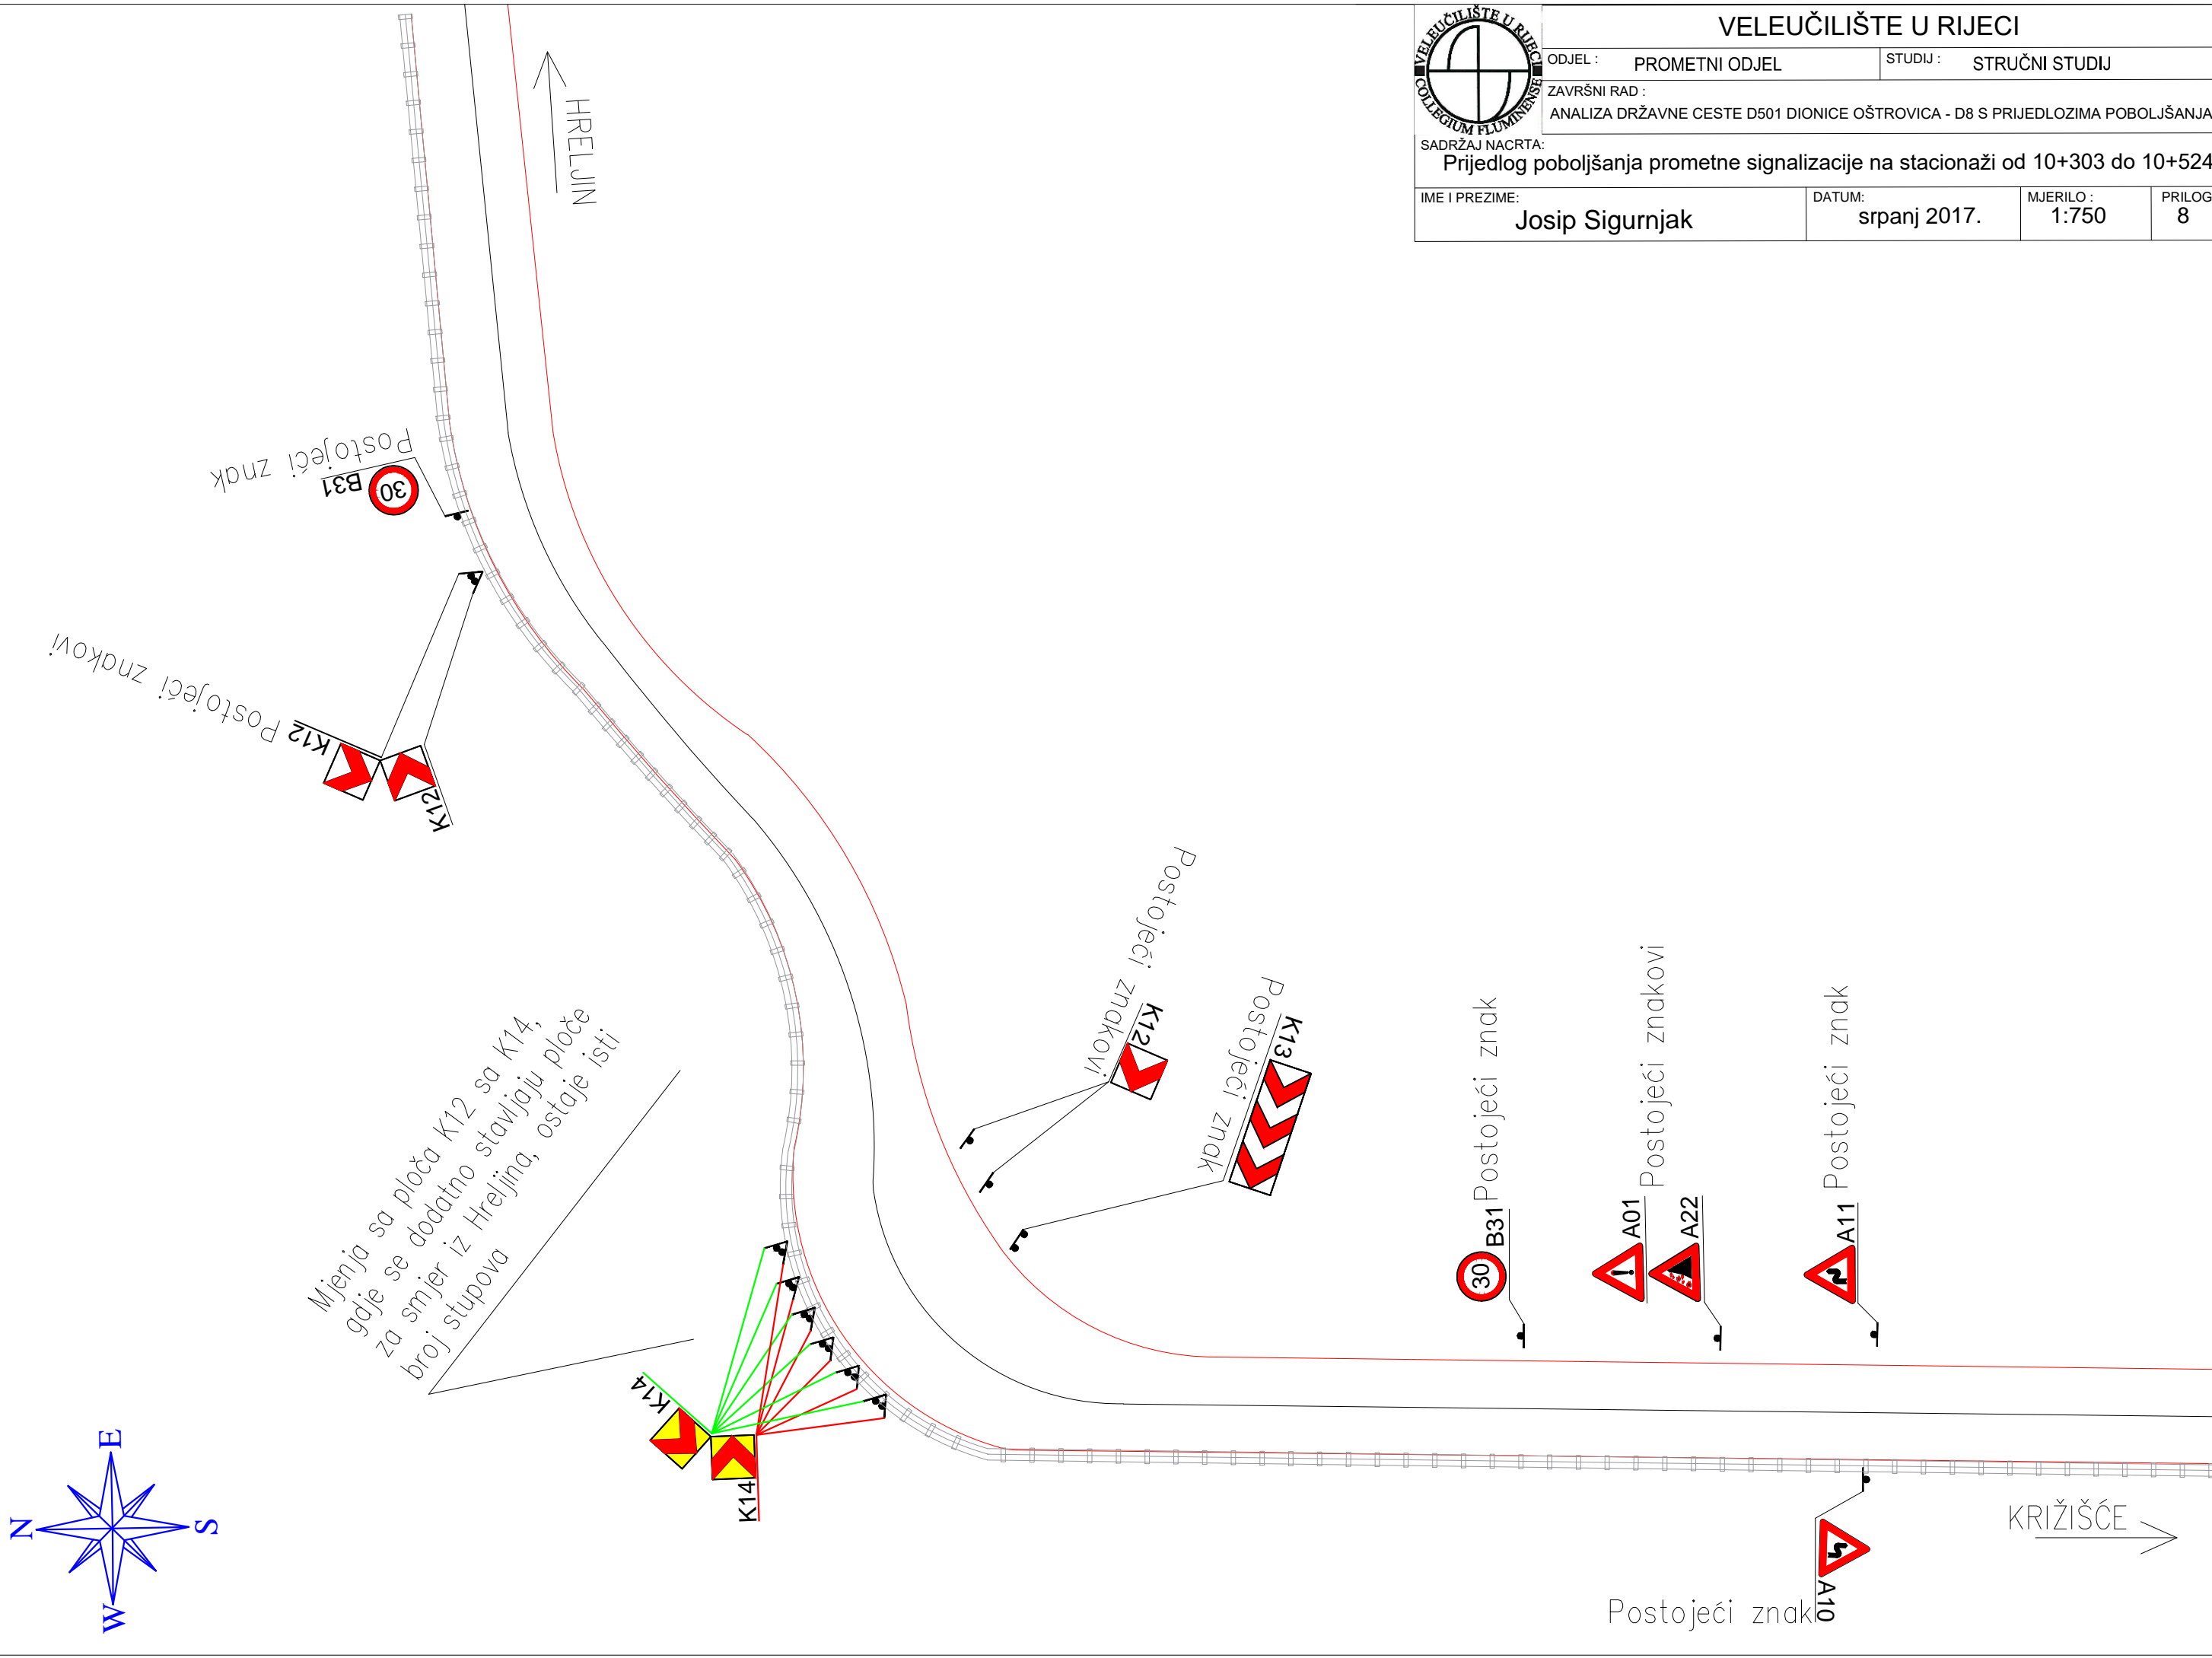 VELEUČILIŠTE U RIJECI
COLLEGIUM FLUMINENSE
VELEUČILIŠTE U RIJECI
ODJEL : PROMETNI ODJEL
STUDIJ : STRUČNI STUDIJ
ZAVRŠNI RAD :
ANALIZA DRŽAVNE CESTE D501 DIONICE OŠTROVICA - D8 S PRIJEDLOZIMA POBOLJŠANJA
SADRŽAJ NACRTA:
Prijedlog poboljšanja prometne signalizacije na stacionaži od 10+303 do 10+524
IME I PREZIME:
Josip Sigurnjak
DATUM:
srpanj 2017.
MJERILO :
1:750
PRILOG
8
HRELJIN
Postojeći znak
B31
30
Postojeći znakovi
K12
K12
Postojeći znakovi
K12
Postojeći znak
K13
Mjenja sa ploča K12 sa K14,
gdje se dodatno stavljaju ploče
za smjer iz Hreljina, ostaje isti
broj stupova
K14
K14
30
B31
Postojeći znak
A01
A22
Postojeći znakovi
A11
Postojeći znak
KRIŽIŠĆE
Postojeći znak
A10
N
E
S
W